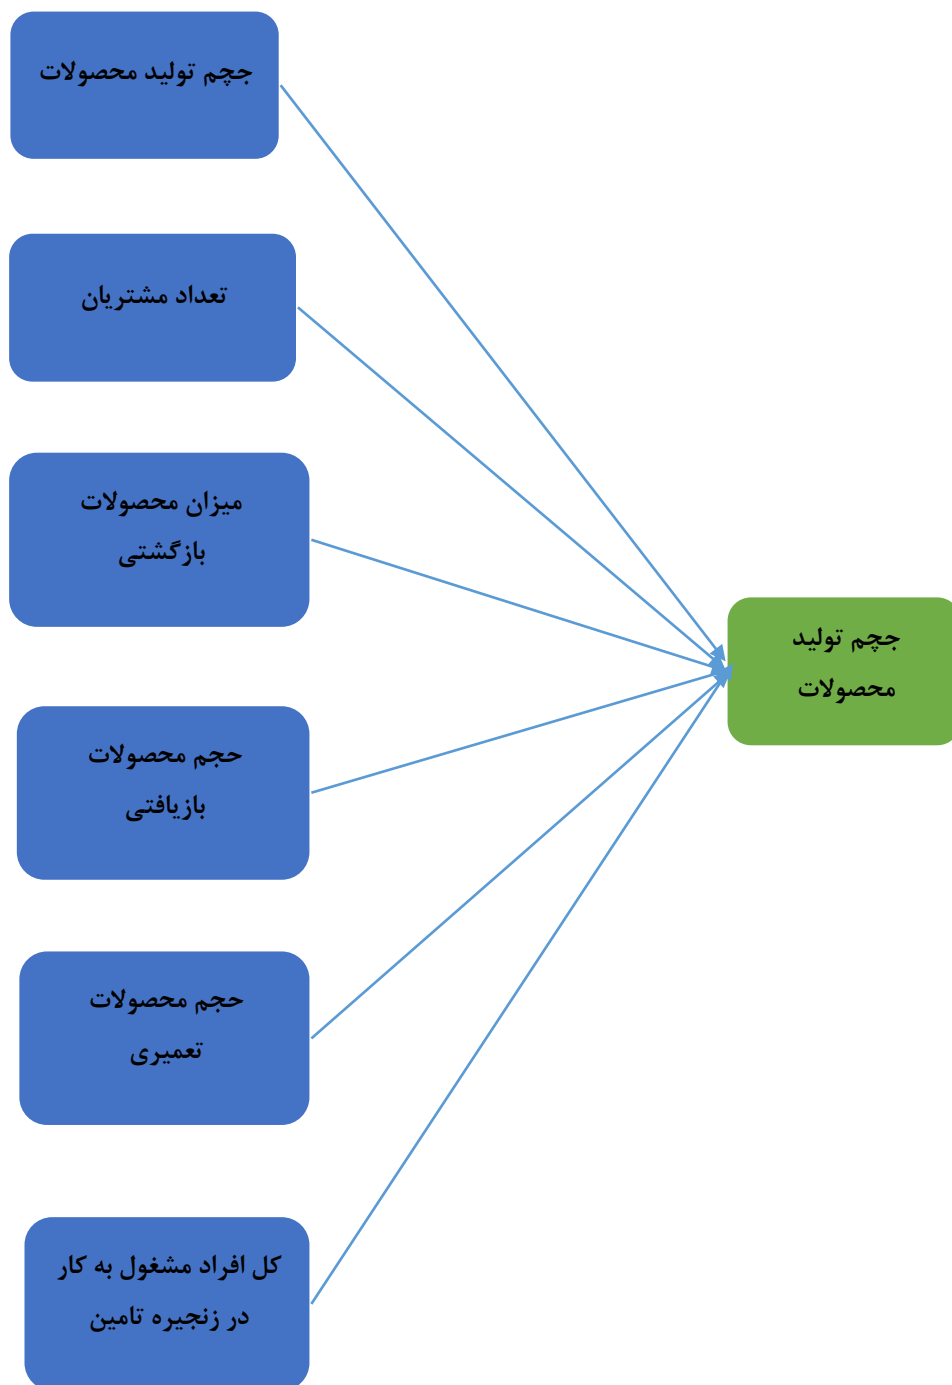 جچم تولید محصولات
تعداد مشتریان
میزان محصولات
بازگشتی
جچم تولید
محصولات
حجم محصولات
بازیافتی
حجم محصولات
تعمیری
کل افراد مشغول به کار
در زنجیره تامین